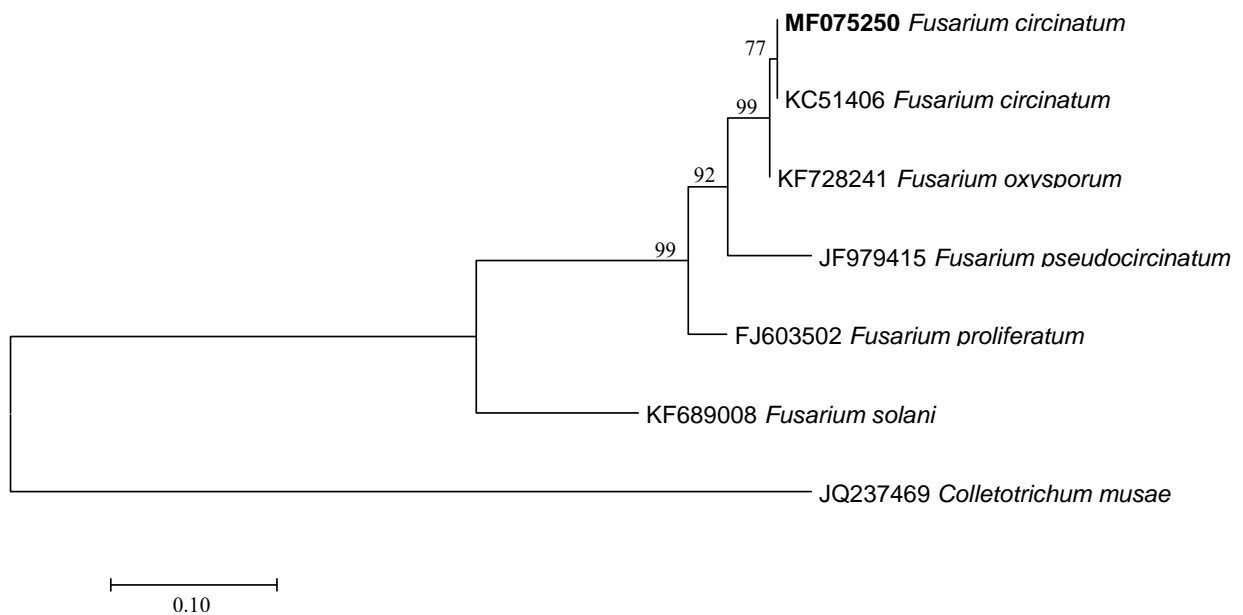 MF075250 Fusarium circinatum
77
KC51406 Fusarium circinatum
99
KF728241 Fusarium oxysporum
92
JF979415 Fusarium pseudocircinatum
99
FJ603502 Fusarium proliferatum
KF689008 Fusarium solani
JQ237469 Colletotrichum musae
0.10